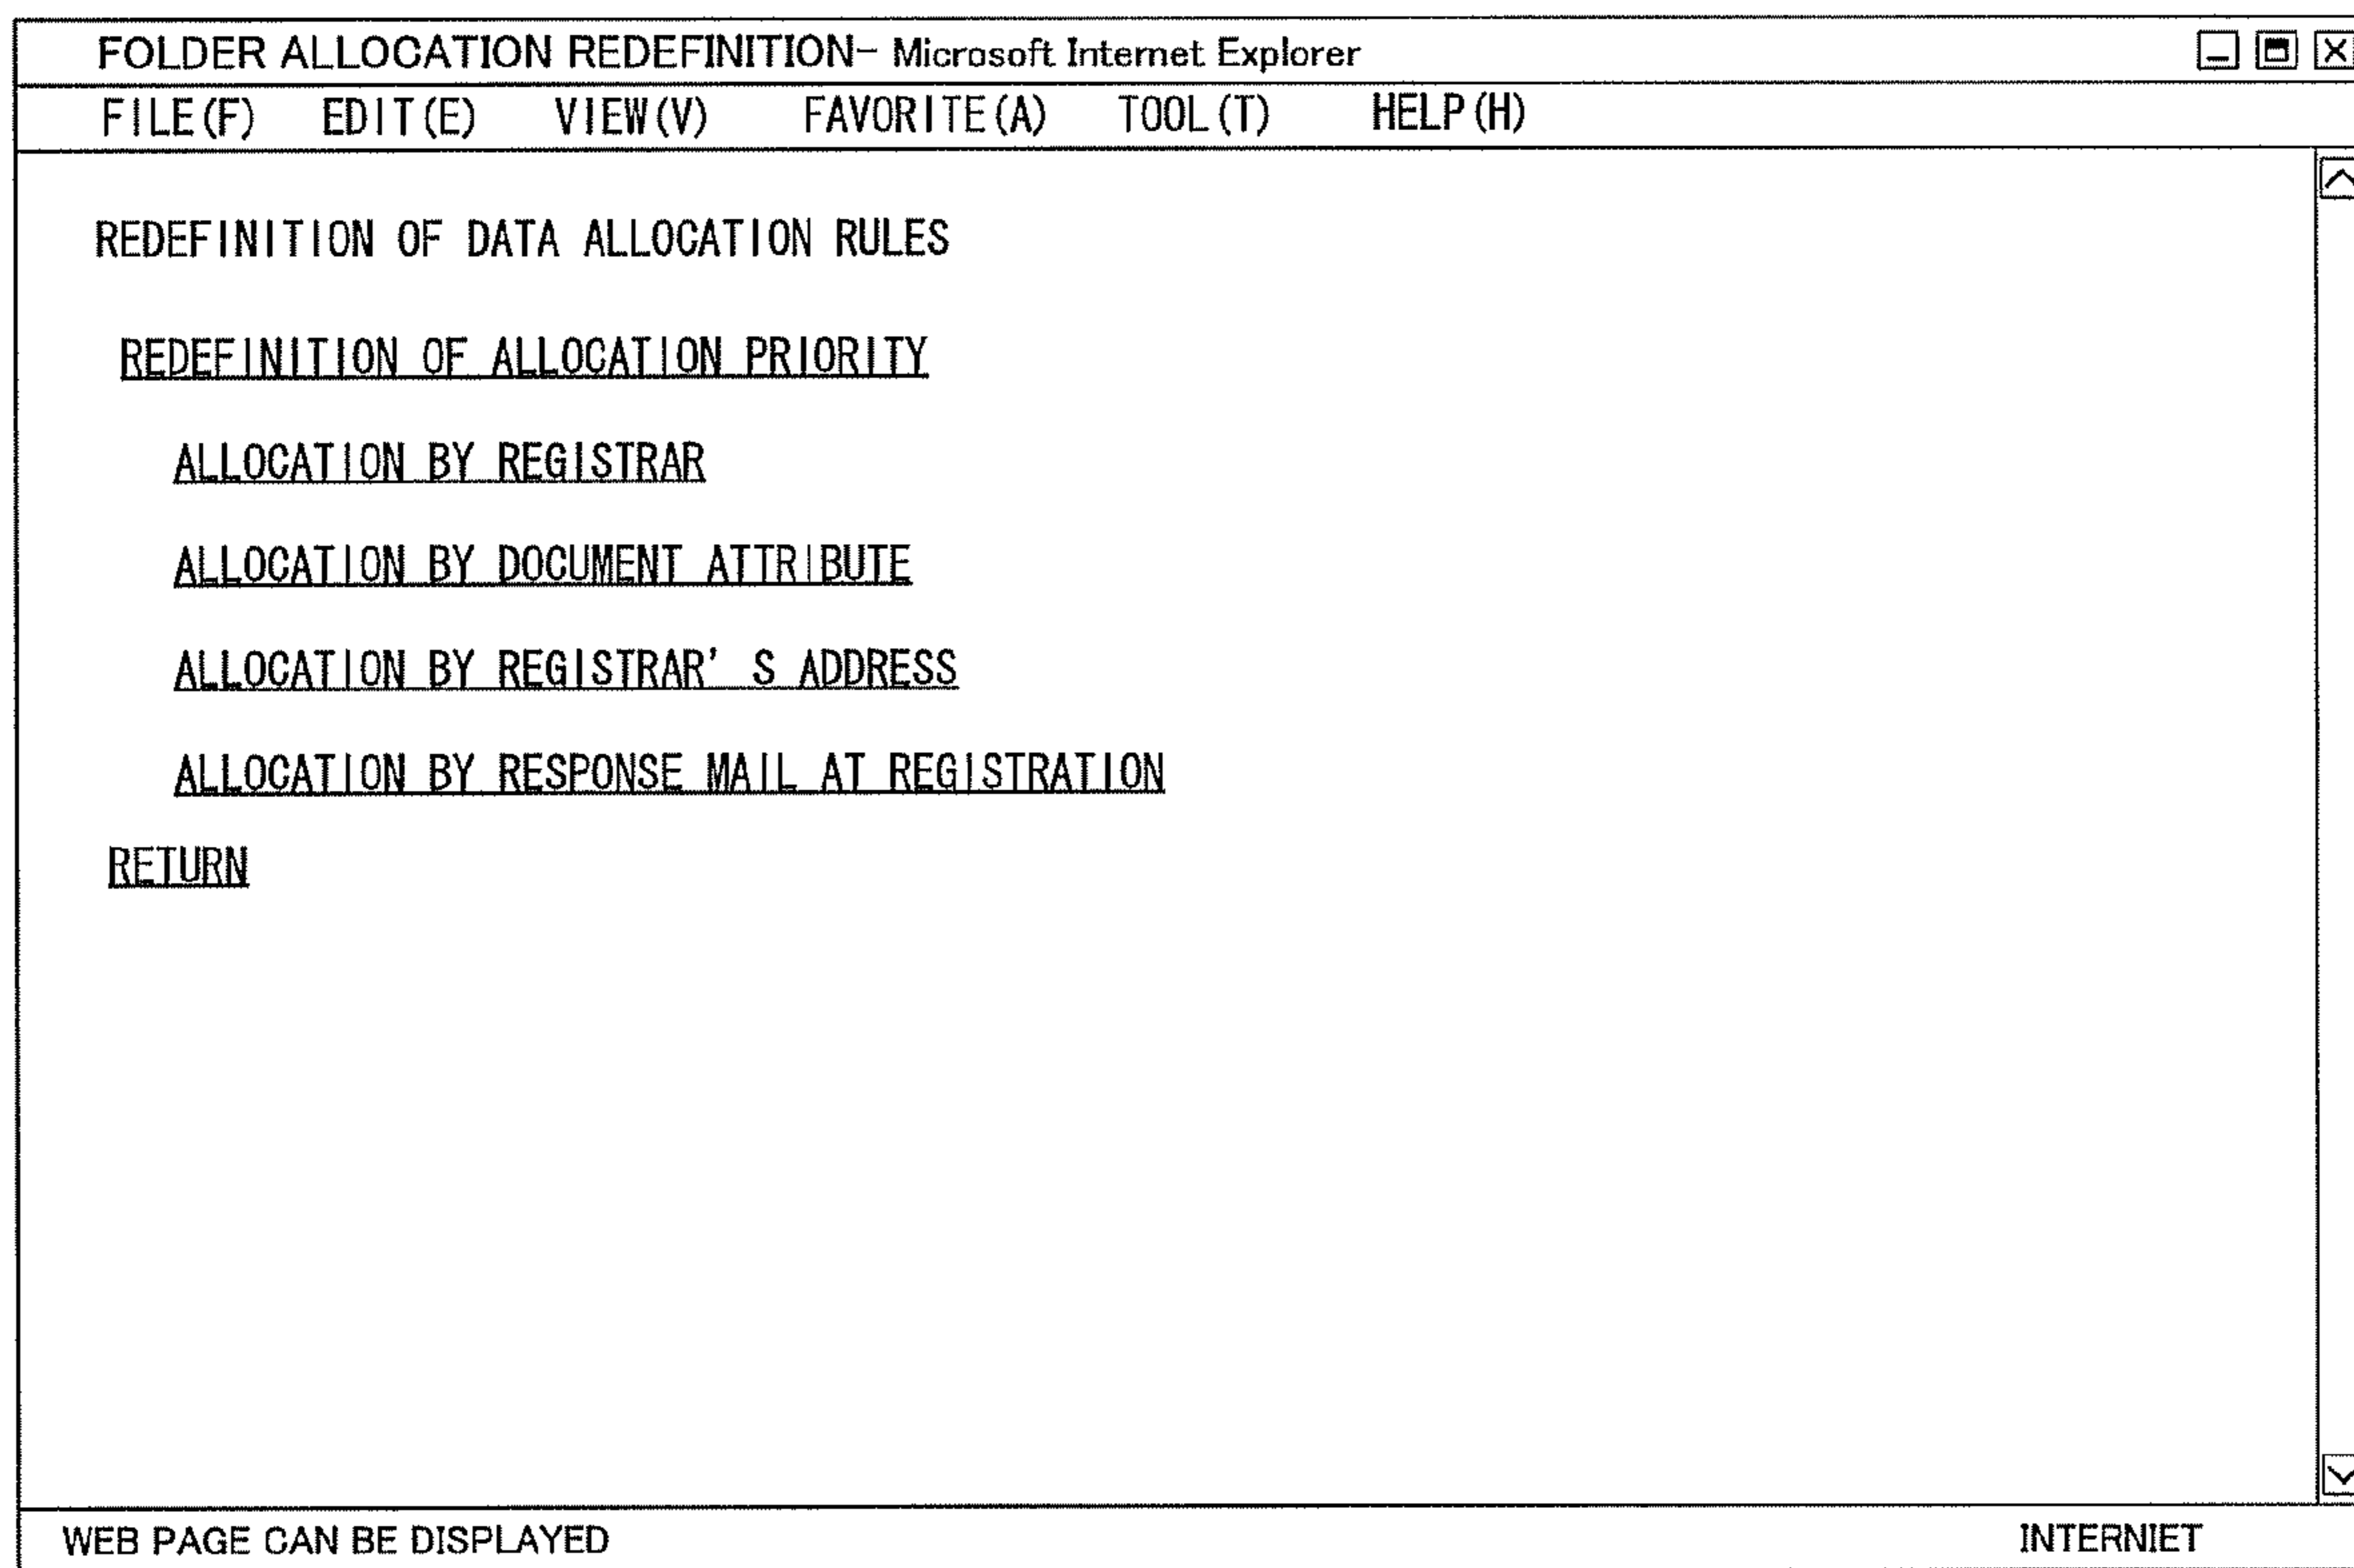 FOLDER ALLOCATION REDEFINITION- Microsoft Internet Explorer
FILE(F) EDIT(E) VIEW(V) FAVORITE(A) TOOL(T) HELP(H)
REDEFINITION OF DATA ALLOCATION RULES
REDEFINITION OF ALLOCATION PRIORITY
ALLOCATION BY REGISTRAR
ALLOCATION BY DOCUMENT ATTRIBUTE
ALLOCATION BY REGISTRAR' S ADDRESS
ALLOCATION BY RESPONSE MAIL AT REGISTRATION
RETURN
WEB PAGE CAN BE DISPLAYED INTERNIET